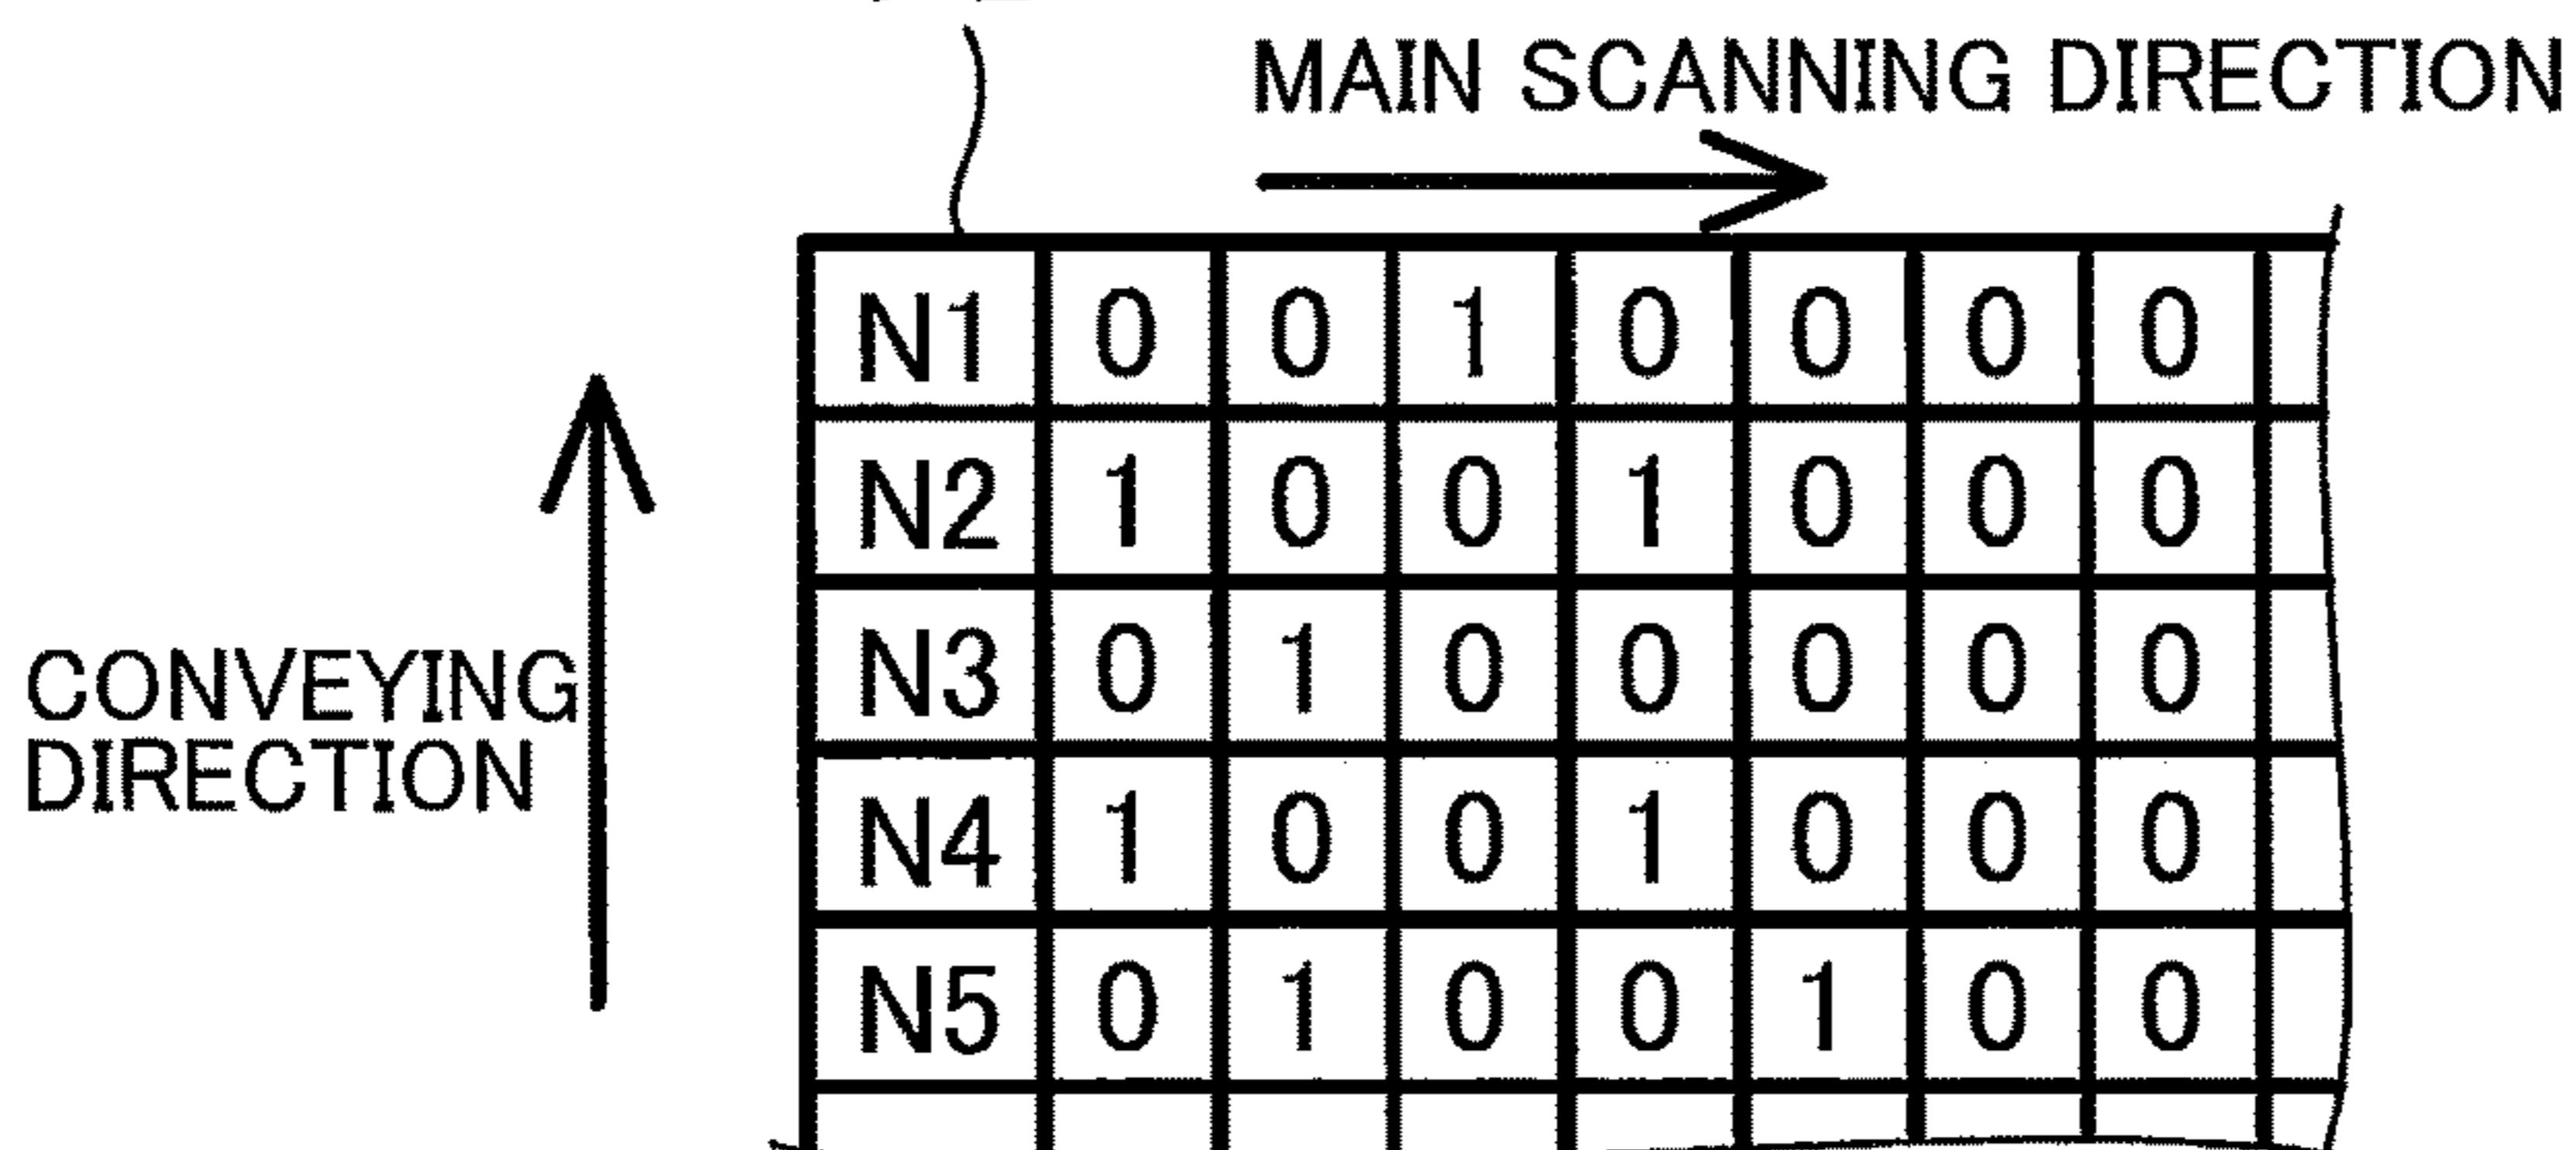 MAIN SCANNING DIRECTION
N1 0 0 1 0 0 0 0
N2 1 0 0 1 0 0 0
N3 0 1 0 0 0 0 0
N4 1 0 0 1 0 0 0
N5 0 1 0 0 1 0 0
CONVEYING
DIRECTION